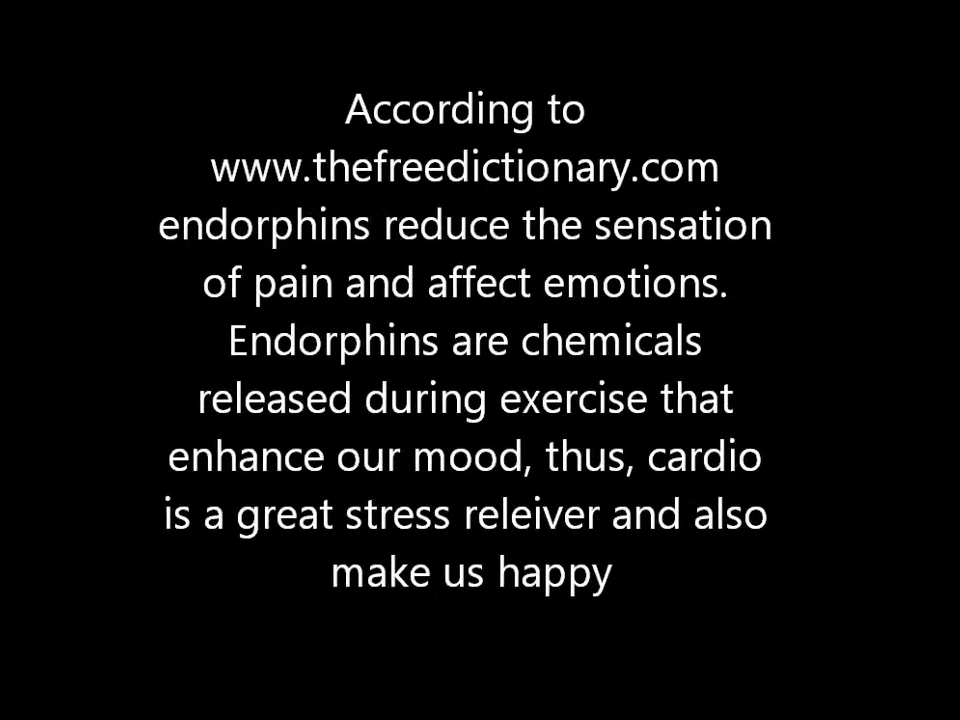 According to
www.thefreedictionary.com
endorphins reduce the sensation
of pain and affect emotions.
Endorphins are chemicals
released during exercise that
enhance our mood, thus, cardio
is a great stress releiver and also
make us happy